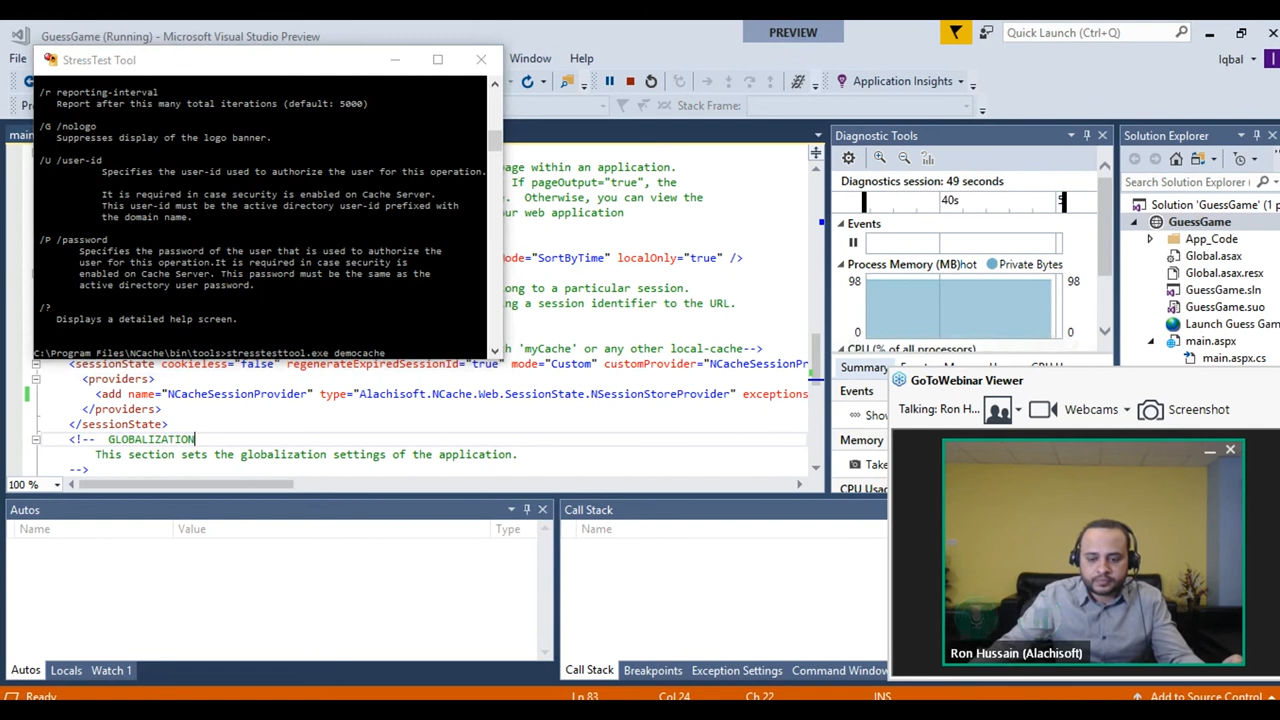 GuessGame (Running) - Microsoft Visual Studio Preview
PREVIEW
Quick Launch (Ctrl+Q)
File
Window
Help
Iqbal
I
StressTest Tool
Application Insights
Stack Frame:
/r reporting-interval
Report after this many total iterations (default: 5000)
/G /nologo
Suppresses display of the logo banner.
/U /user-id
Specifies the user-id used to authorize the user for this operation.
It is required in case security is enabled on Cache Server.
This user-id must be the active directory user-id prefixed with
the domain name.
/P /password
Specifies the password of the user that is used to authorize the
user for this operation.It is required in case security is
enabled on Cache Server. This password must be the same as the
active directory user password.
/?
Displays a detailed help screen.
C:\Program Files\NCache\bin\tools>stresstesttool.exe democache
main
page within an application.
If pageOutput="true", the
Otherwise, you can view the
our web application
Mode="SortByTime" localOnly="true" />
ong to a particular session.
ing a session identifier to the URL.
'myCache' or any other local-cache-->
<sessionState cookieless="false" regenerateExpiredSessionId="true" mode="Custom" customProvider="NCacheSessionPr
<providers>
<add name="NCacheSessionProvider" type="Alachisoft.NCache.Web.SessionState.NSessionStoreProvider" exceptions
</providers>
</sessionState>
<!-- GLOBALIZATION
This section sets the globalization settings of the application.
-->
100 %
Diagnostic Tools
Diagnostics session: 49 seconds
40s
5
Events
Process Memory (MB)
hot
Private Bytes
98
98
0
0
CPU (% of all processors)
Summary
Events
Show
Memory
Take
CPU Usage
Solution Explorer
Search Solution Explorer
Solution 'GuessGame' (1 p
GuessGame
App_Code
Global.asax
Global.asax.resx
GuessGame.sln
GuessGame.suo
Launch Guess Game
main.aspx
main.aspx.cs
GoToWebinar Viewer
Talking: Ron H...
Webcams
Screenshot
Ron Hussain (Alachisoft)
Autos
Name
Value
Type
Call Stack
Name
Autos
Locals
Watch 1
Call Stack
Breakpoints
Exception Settings
Command Window
Ready
Ln 83
Col 24
Ch 22
INS
Add to Source Control